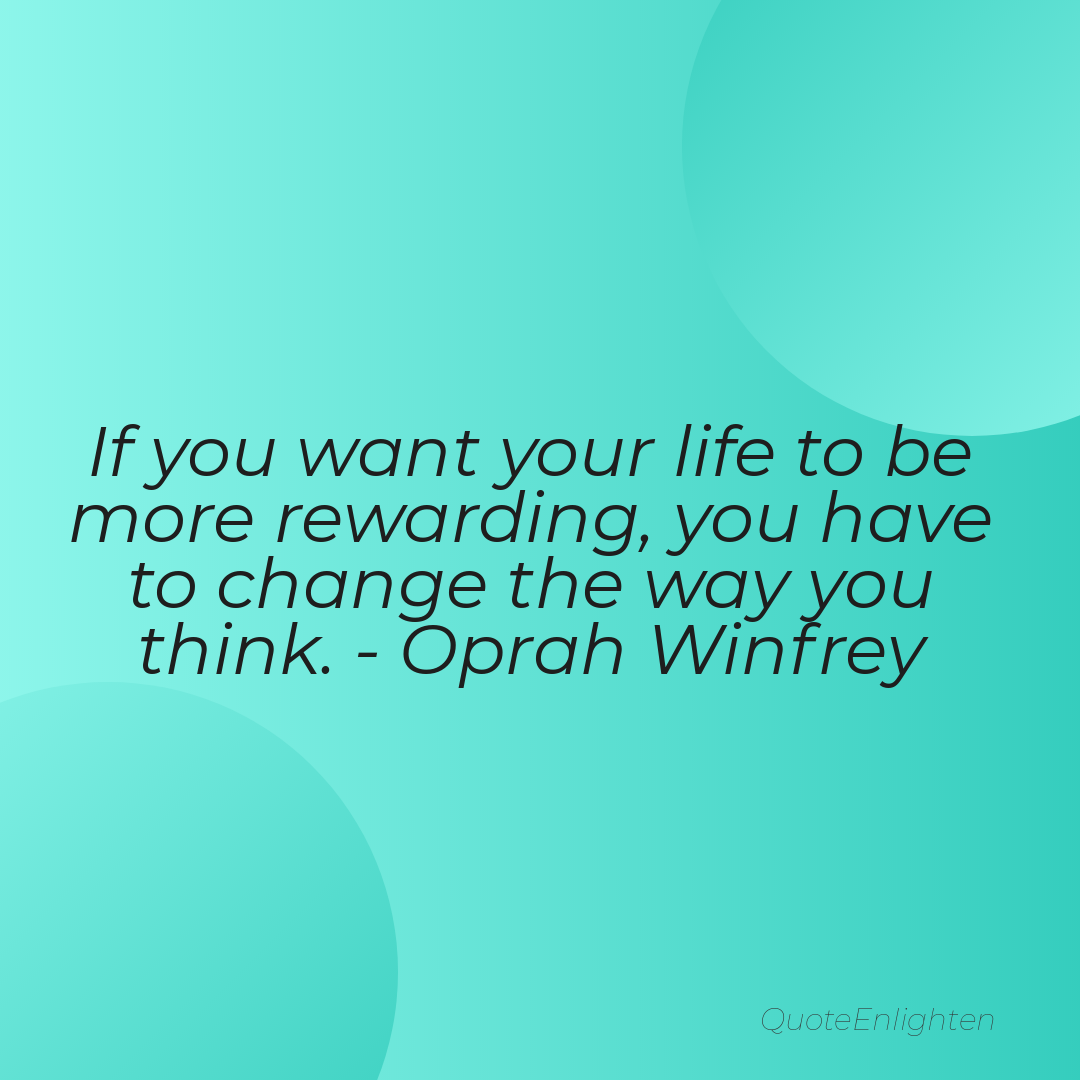 If you want your life to be
more rewarding, you have
to change the way you
think. - Oprah Winfrey
QuoteEnlighten